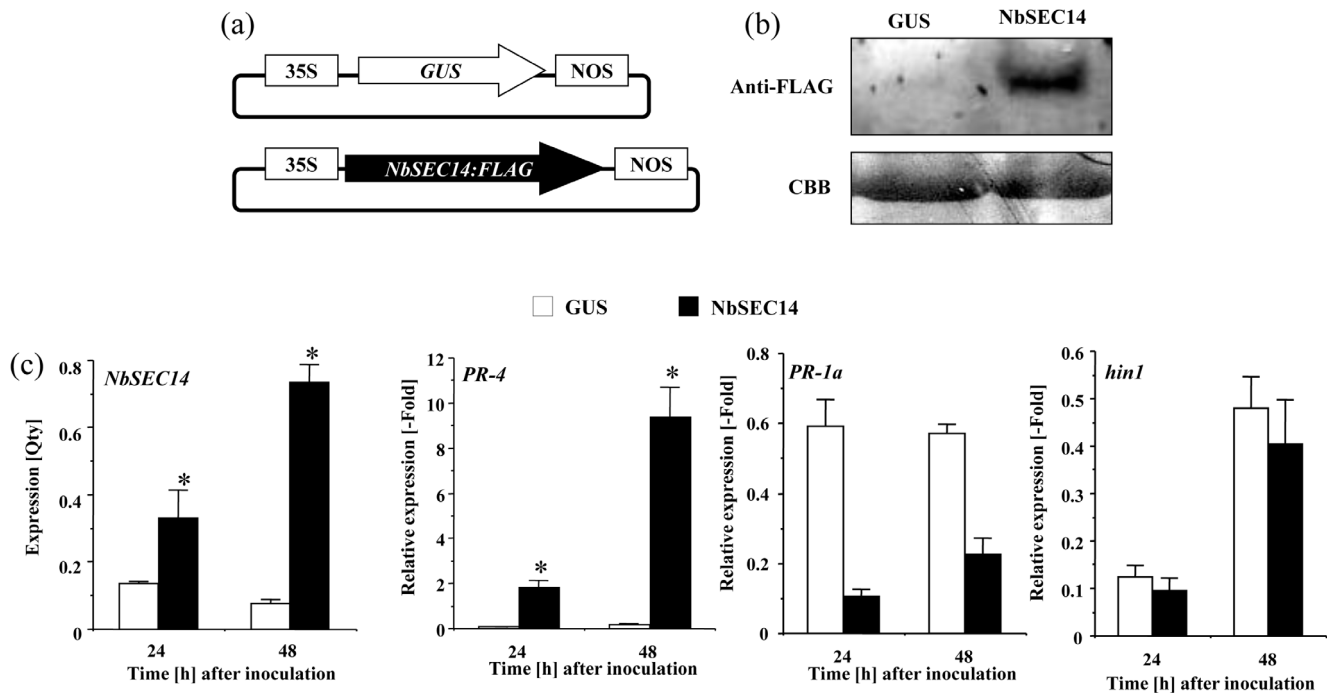 (a)
35S GUS NOS
35S NbSEC14:FLAG NOS
(b)
GUS NbSEC14
Anti-FLAG
CBB
GUS NbSEC14
(c)
NbSEC14
Expression [Qty]
0.8
0.6
0.4
0.2
0
*
*
24 48
Time [h] after inoculation
PR-4
Relative expression [-Fold]
12
10
8
6
4
2
0
*
*
24 48
Time [h] after inoculation
PR-1a
Relative expression [-Fold]
0.8
0.6
0.4
0.2
0
24 48
Time [h] after inoculation
hin1
Relative expression [-Fold]
0.6
0.5
0.4
0.3
0.2
0.1
0
24 48
Time [h] after inoculation